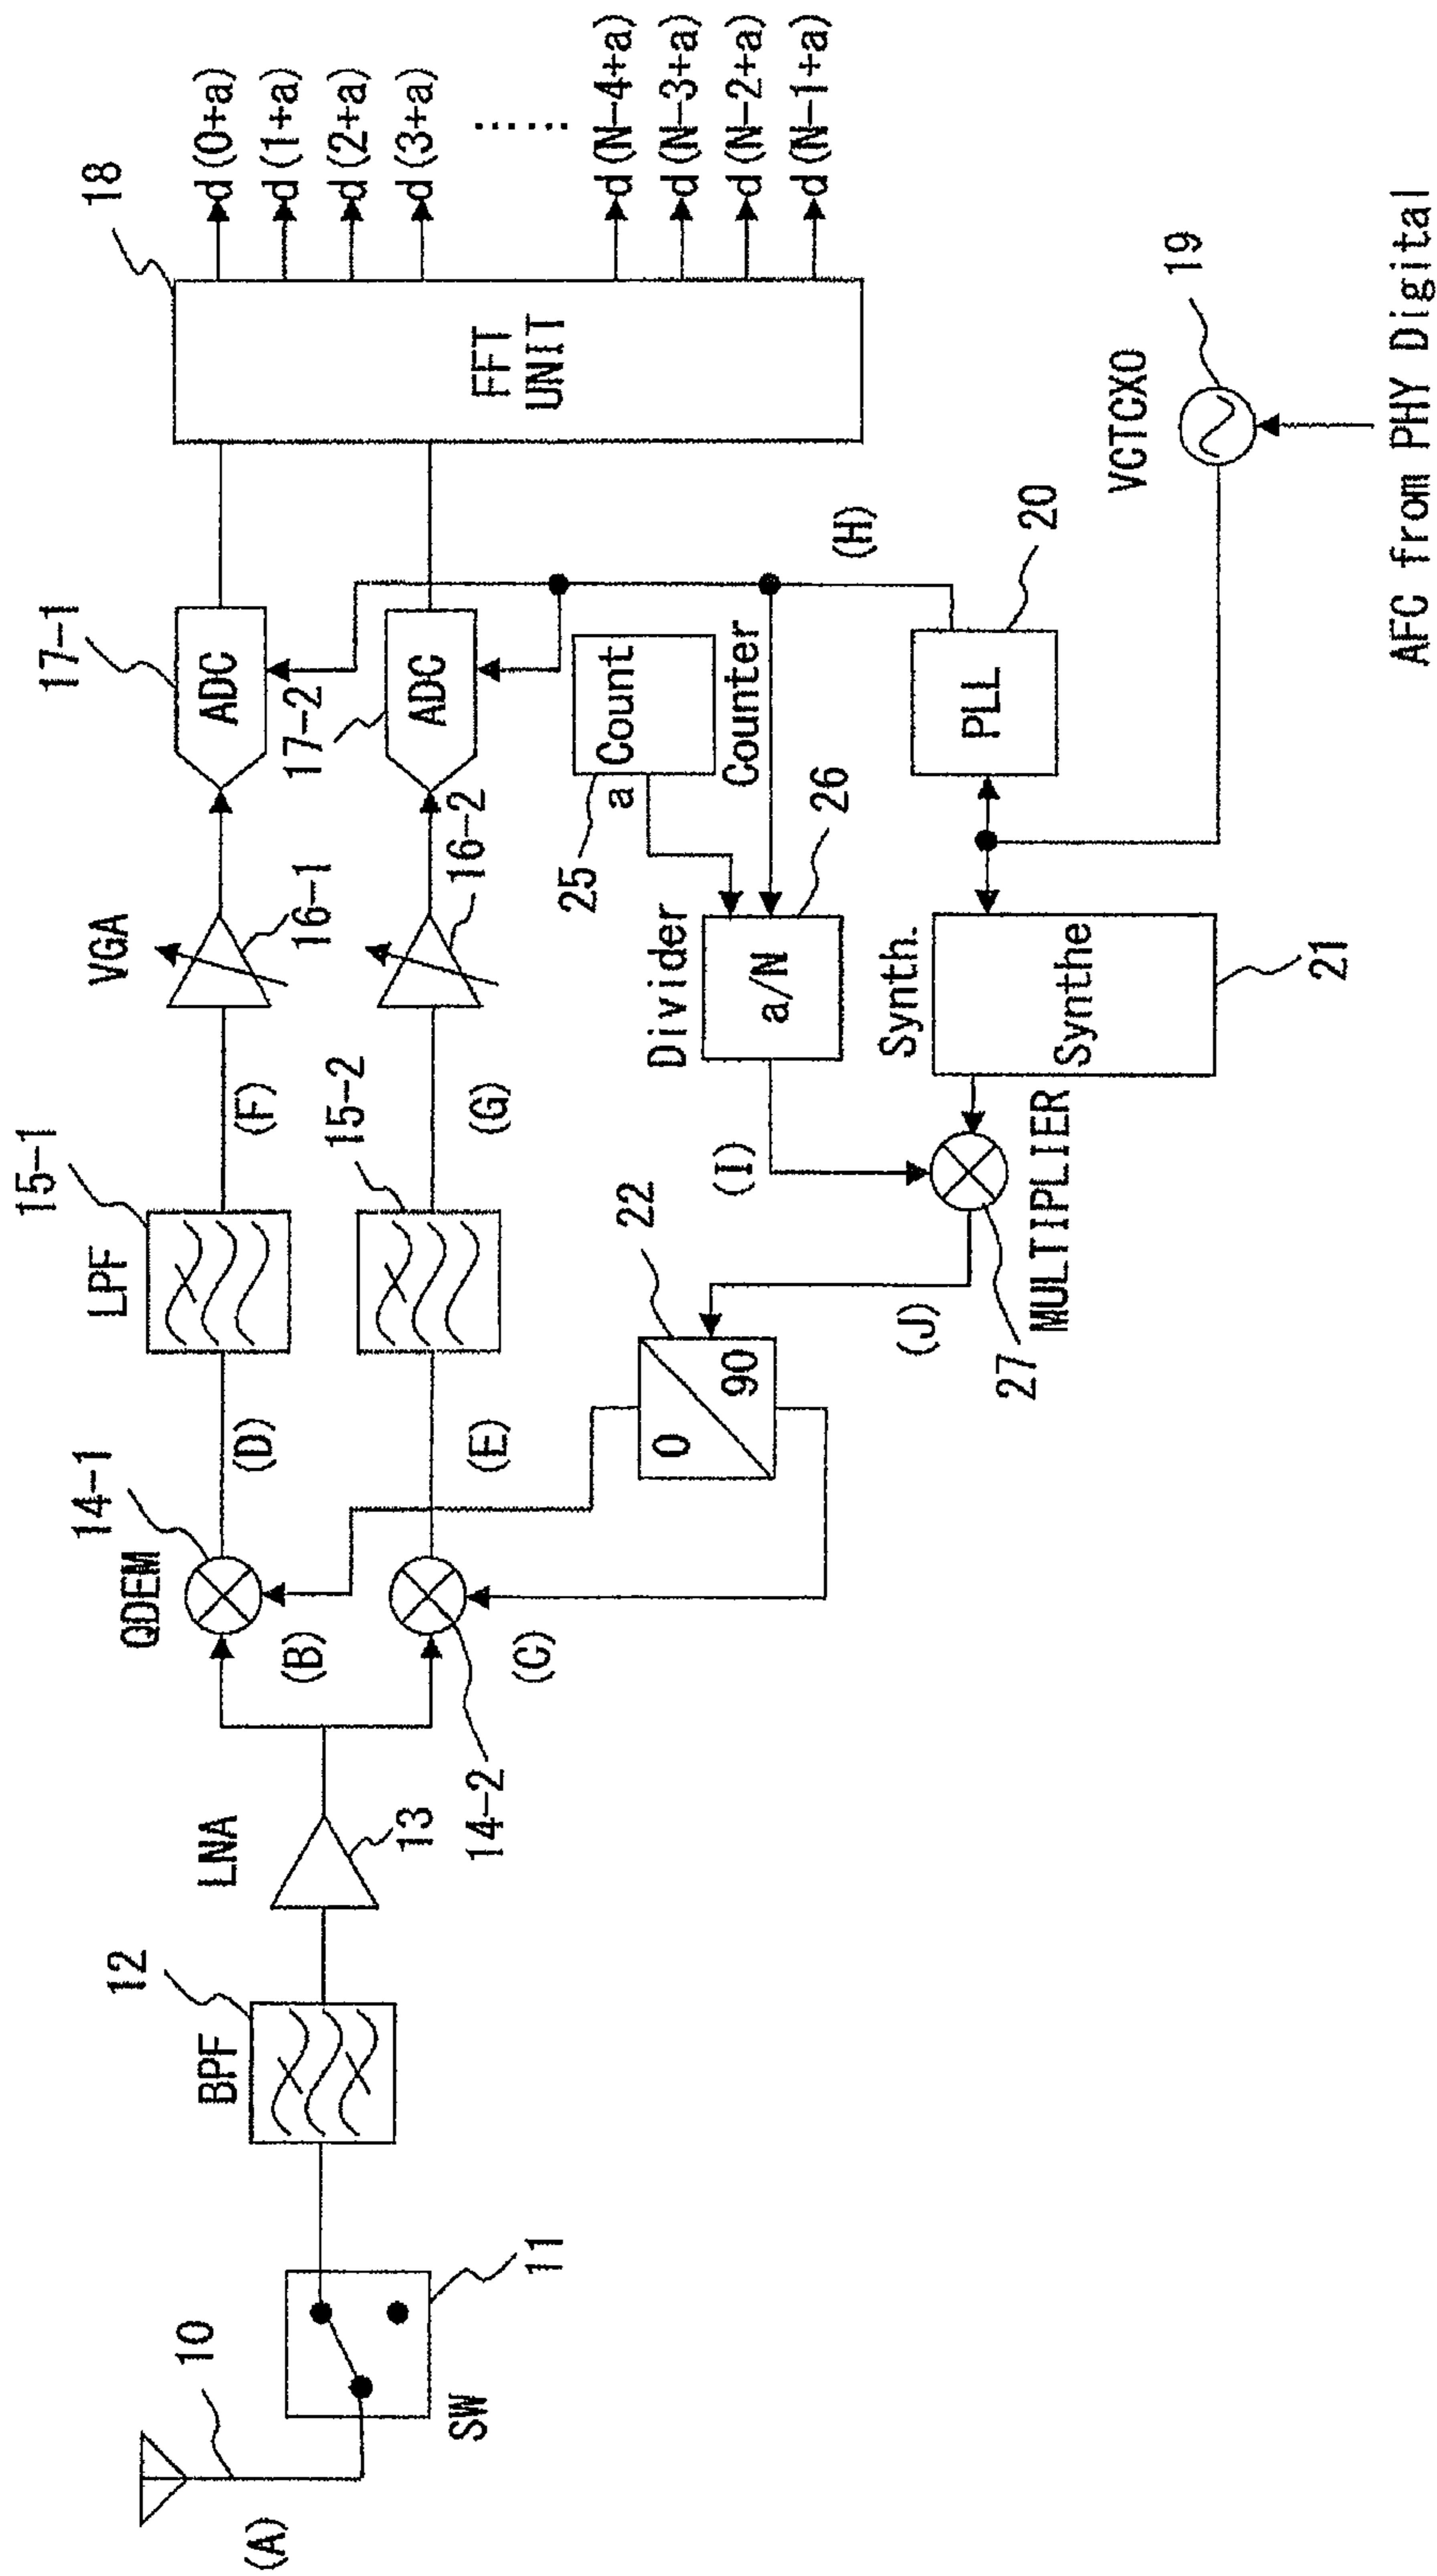 (A)
10
SW
11
BPF
12
LNA
13
QDEM
14-1
(B)
14-2
(C)
(D)
(E)
LPF
15-1
15-2
(F)
(G)
VGA
16-1
16-2
17-1
ADC
17-2
ADC
FFT
UNIT
18
d(0+a)
d(1+a)
d(2+a)
d(3+a)
......
d(N-4+a)
d(N-3+a)
d(N-2+a)
d(N-1+a)
0
90
22
(I)
(J)
27
MULTIPLIER
Divider
a/N
26
25
a
Count
Counter
(H)
PLL
20
Synth.
Synthe
21
VCTCXO
19
AFC from PHY Digital